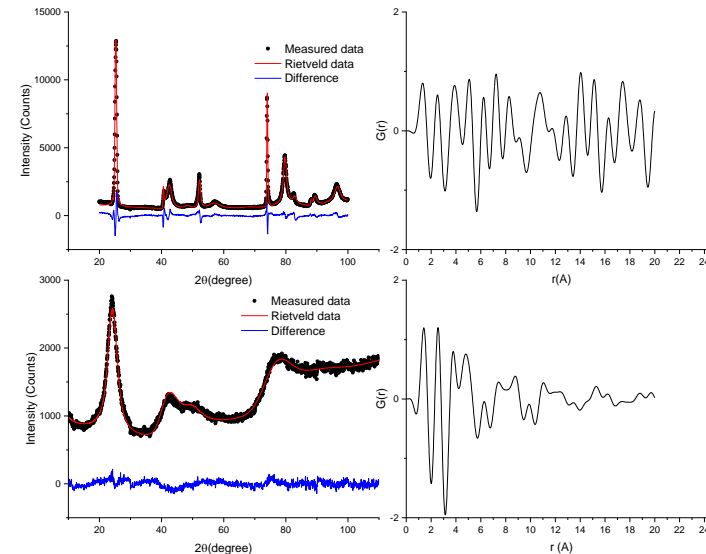 15000
10000
5000
0
Intensity (Counts)
20 40 60 80 100
2θ(degree)
Measured data
Rietveld data
Difference
2
0
-2
G(r)
0 2 4 6 8 10 12 14 16 18 20 22 24
r(A)
3000
2000
1000
0
Intensity (Counts)
20 40 60 80 100
2θ(degree)
Measured data
Rietveld data
Difference
2
0
-2
G(r)
0 2 4 6 8 10 12 14 16 18 20 22 24
r (A)